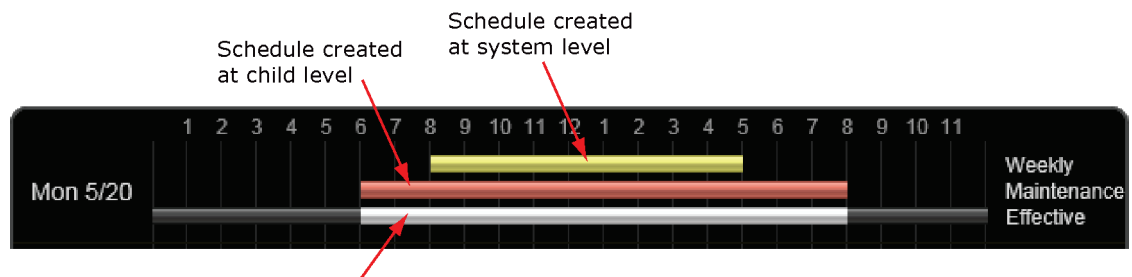 Schedule created
at system level
Schedule created
at child level
1 2 3 4 5 6 7 8 9 10 11 12 1 2 3 4 5 6 7 8 9 10 11
Weekly
Mon 5/20
Maintenance
Effective